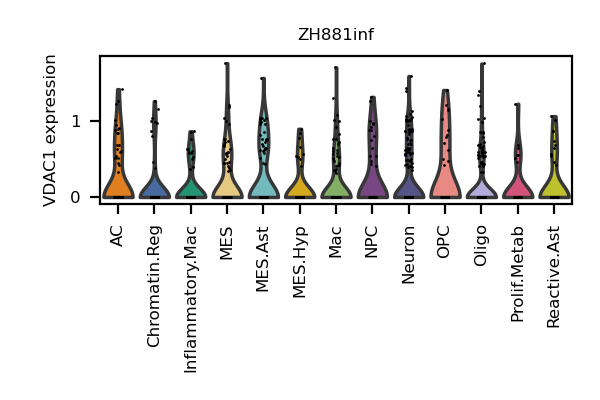 ZH881inf
VDAC1 expression
1
0
AC
Chromatin.Reg
Inflammatory.Mac
MES
MES.Ast
MES.Hyp
Mac
NPC
Neuron
OPC
Oligo
Prolif.Metab
Reactive.Ast